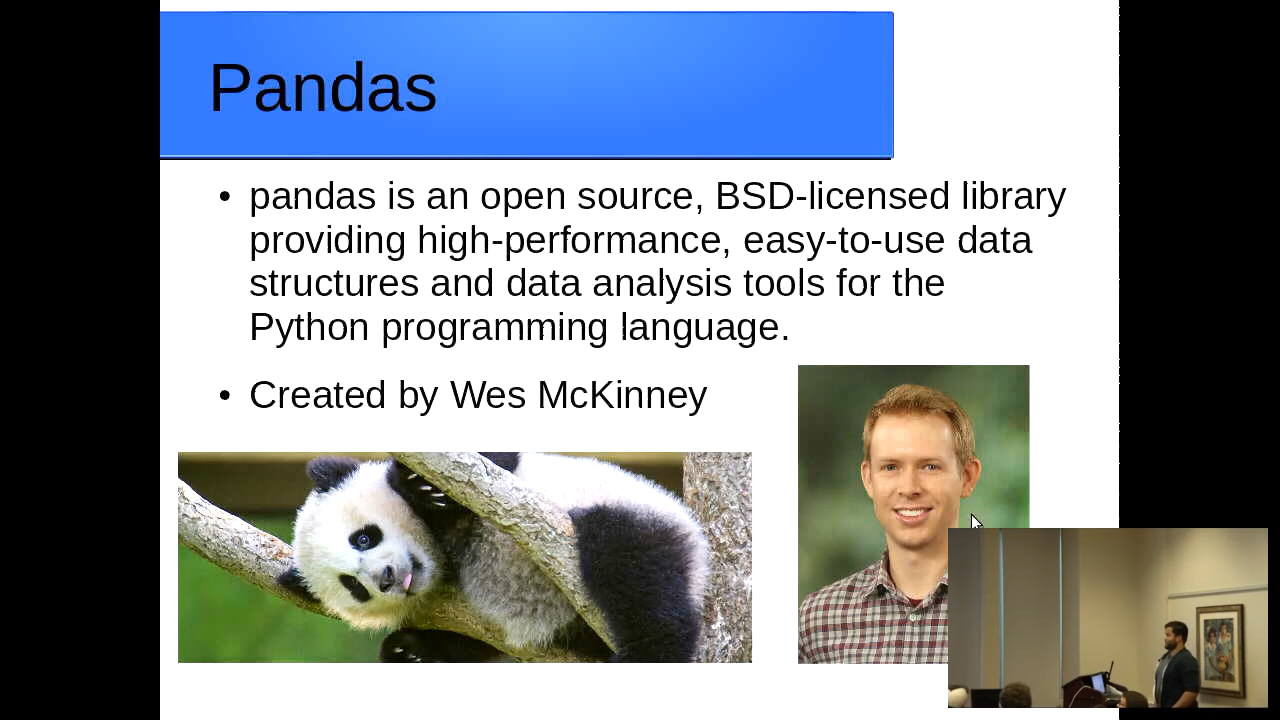 Pandas
• pandas is an open source, BSD-licensed library
providing high-performance, easy-to-use data
structures and data analysis tools for the
Python programming language.
• Created by Wes McKinney